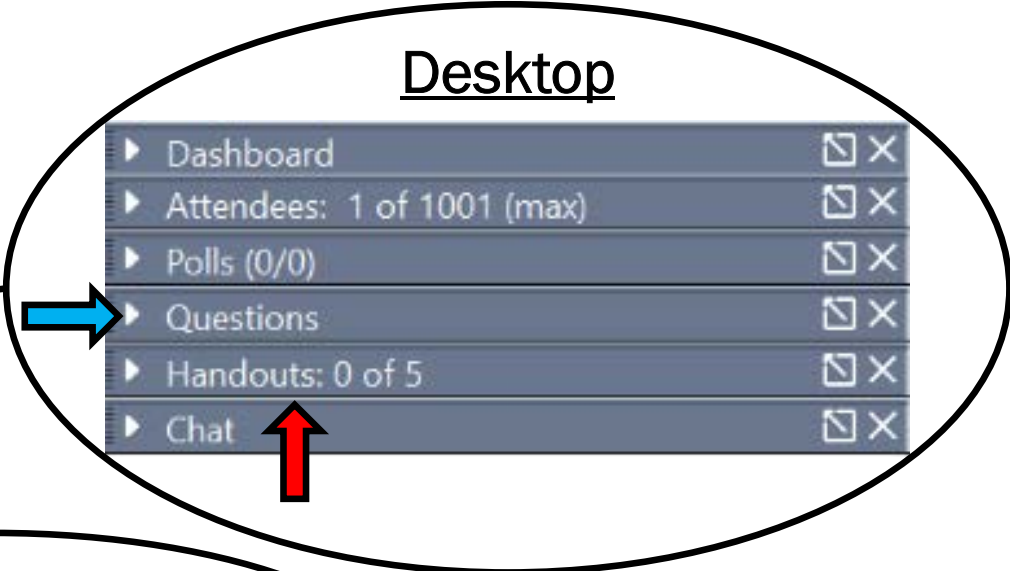 Desktop
Dashboard
Attendees: 1 of 1001 (max)
Polls (0/0)
Questions
Handouts: 0 of 5
Chat